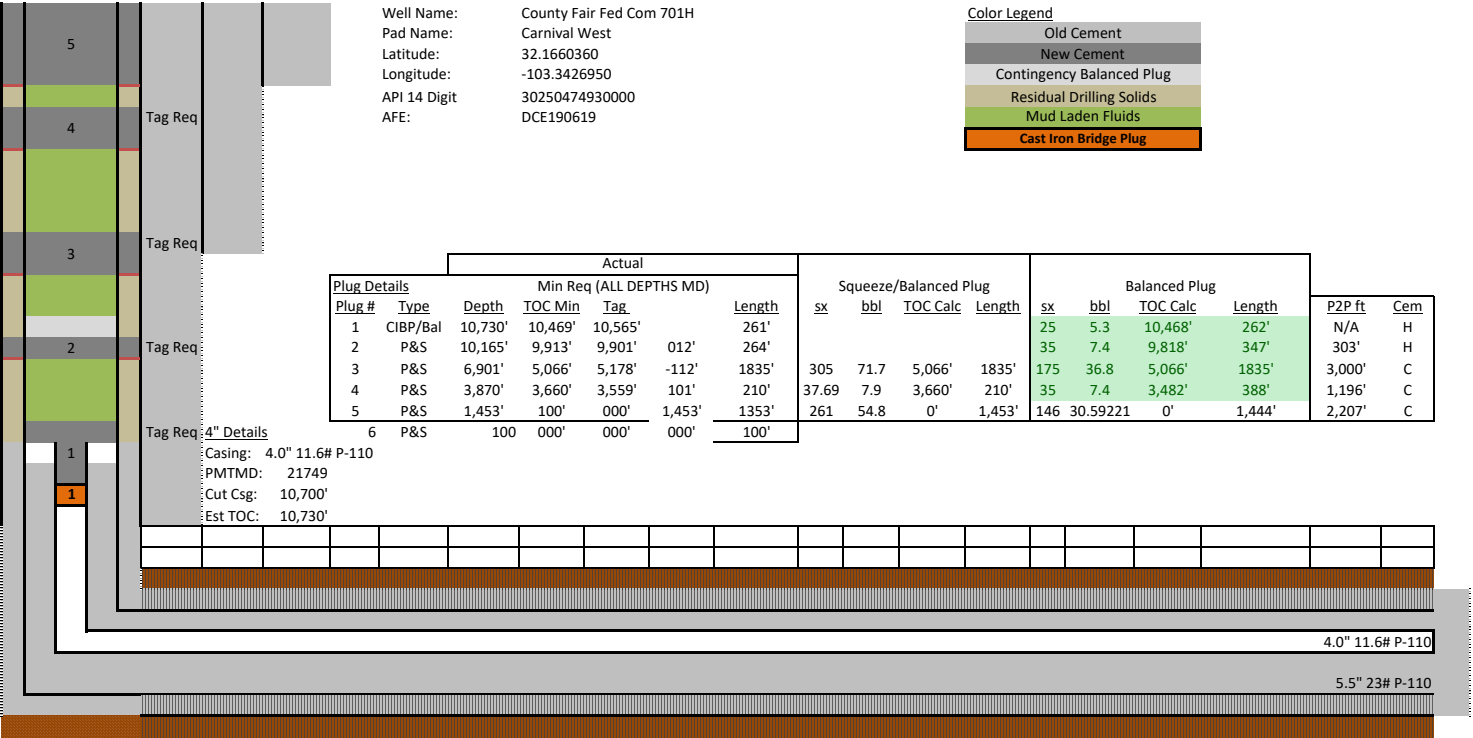 Well Name: County Fair Fed Com 701H
Pad Name: Carnival West
Latitude: 32.1660360
Longitude: -103.3426950
API 14 Digit 30250474930000
AFE: DCE190619
Color Legend
Old Cement
New Cement
Contingency Balanced Plug
Residual Drilling Solids
Mud Laden Fluids
Cast Iron Bridge Plug
5
4
Tag Req
3
Tag Req
2
Tag Req
Tag Req
1
1
Actual
Plug Details Min Req (ALL DEPTHS MD) Squeeze/Balanced Plug Balanced Plug
Plug # Type Depth TOC Min Tag Length sx bbl TOC Calc Length sx bbl TOC Calc Length P2P ft Cem
1 CIBP/Bal 10,730' 10,469' 10,565' 261' 25 5.3 10,468' 262' N/A H
2 P&S 10,165' 9,913' 9,901' 012' 264' 35 7.4 9,818' 347' 303' H
3 P&S 6,901' 5,066' 5,178' -112' 1835' 305 71.7 5,066' 1835' 175 36.8 5,066' 1835' 3,000' C
4 P&S 3,870' 3,660' 3,559' 101' 210' 37.69 7.9 3,660' 210' 35 7.4 3,482' 388' 1,196' C
5 P&S 1,453' 100' 000' 1,453' 1353' 261 54.8 0' 1,453' 146 30.59221 0' 1,444' 2,207' C
6 P&S 100 000' 000' 000' 100'
4" Details
Casing: 4.0" 11.6# P-110
PMTMD: 21749
Cut Csg: 10,700'
Est TOC: 10,730'
4.0" 11.6# P-110
5.5" 23# P-110